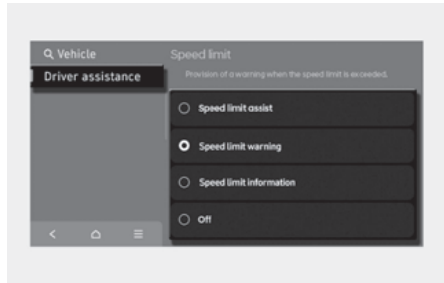 Vehicle
Speed limit
Driver assistance
Provision of a warning when the speed limit is exceeded.
Speed limit assist
Speed limit warning
Speed limit information
Off